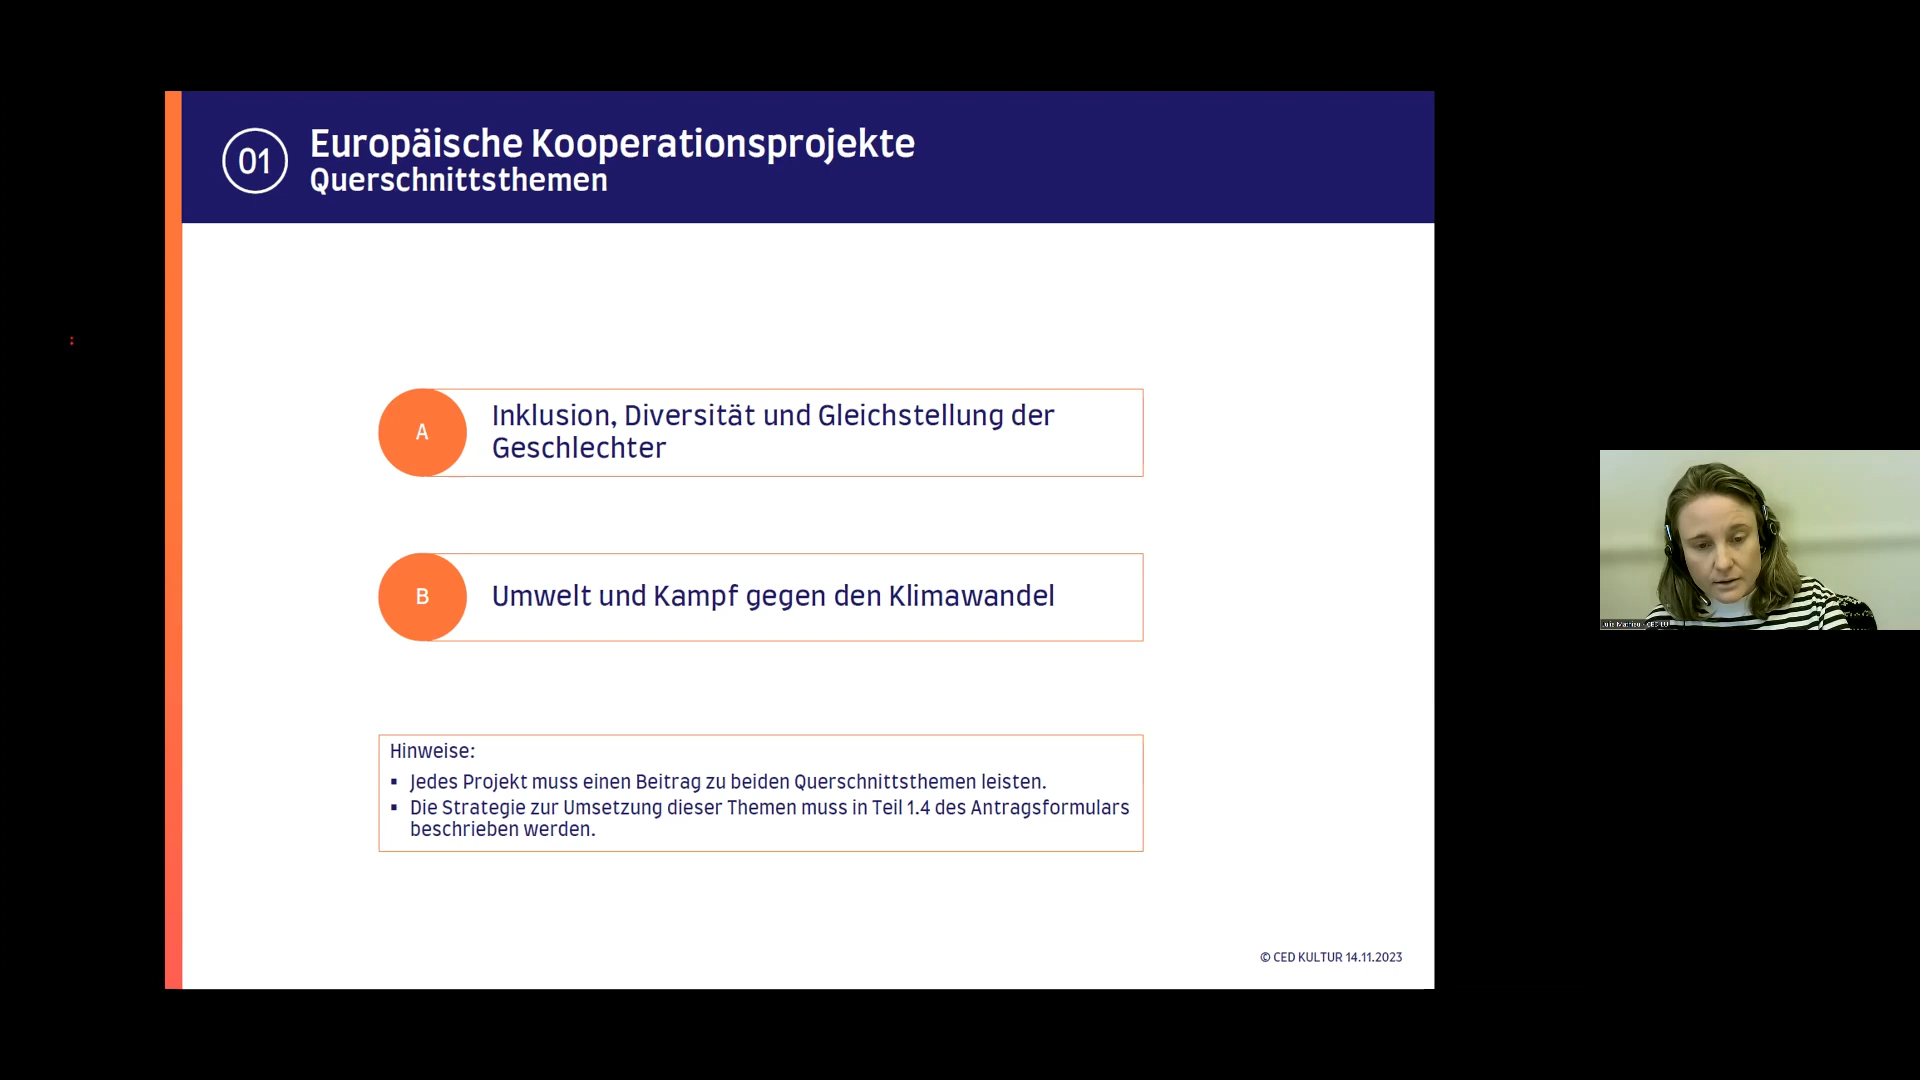 01
Europäische Kooperationsprojekte
Querschnittsthemen
A
Inklusion, Diversität und Gleichstellung der
Geschlechter
B
Umwelt und Kampf gegen den Klimawandel
Hinweise:
▪ Jedes Projekt muss einen Beitrag zu beiden Querschnittsthemen leisten.
▪ Die Strategie zur Umsetzung dieser Themen muss in Teil 1.4 des Antragsformulars
beschrieben werden.
© CED KULTUR 14.11.2023